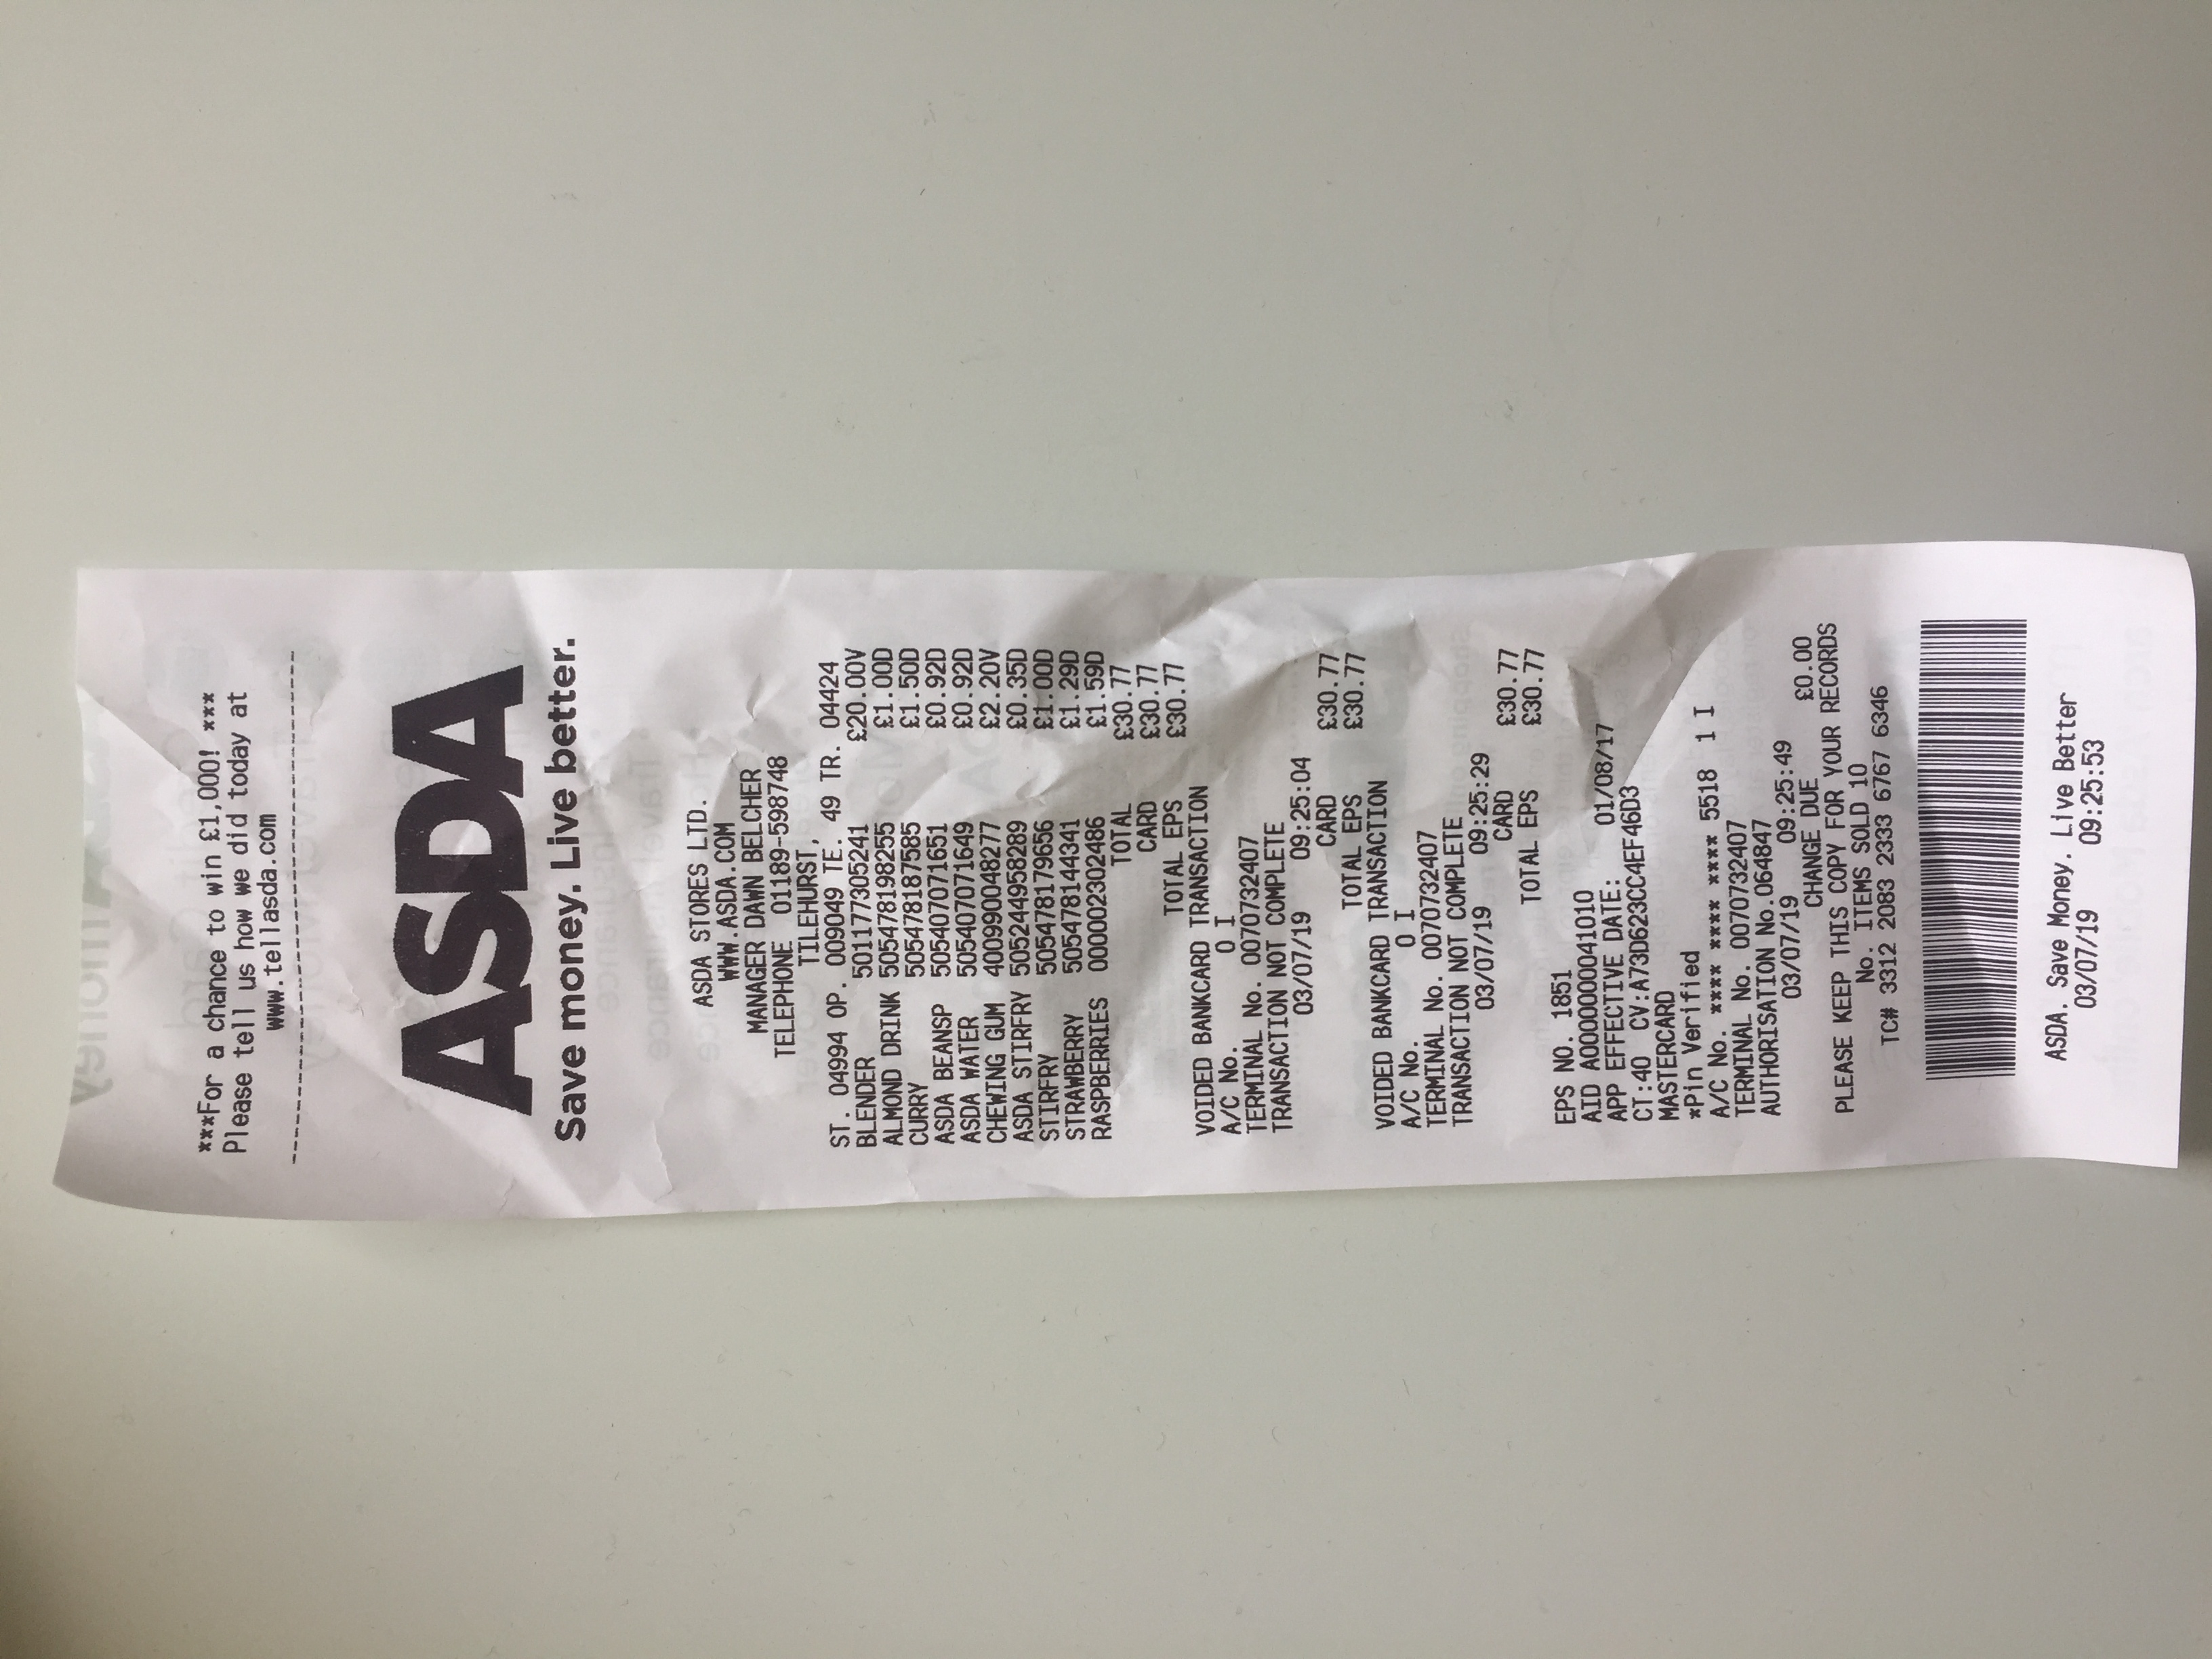 ***For a chance to win £1,000! ***
Please tell us how we did today at
www.tellasda.com
ASDA
Save money. Live better.
ASDA STORES LTD.
WWW.ASDA.COM
MANAGER DAWN BELCHER
TELEPHONE 01189-598748
TILEHURST,
ST. 04994 OP. 009049 TE. 49 TR. 04424
BLENDER 501177305241 £20.00V
ALMOND DRINK 505478198255 £1.00D
CURRY 505478187585 £1.50D
ASDA BEANSP 505407071651 £0.92D
ASDA WATER 505407071649 £0.92D
CHEWING GUM 400990048277 £2.20V
ASDA STIRFRY 505244958289 £0.35D
STIRFRY 505478179656 £1.00D
STRAWBERRY 505478144341 £1.29D
RASPBERRIES 000002302486 £1.59D
TOTAL £30.77
CARD £30.77
TOTAL EPS £30.77
VOIDED BANKCARD TRANSACTION
A/C No. 0 I
TERMINAL No. 0070732407
TRANSACTION NOT COMPLETE
03/07/19 09:25:04
CARD £30.77
TOTAL EPS £30.77
VOIDED BANKCARD TRANSACTION
A/C No. 0 I
TERMINAL No. 0070732407
TRANSACTION NOT COMPLETE
03/07/19 09:25:29
CARD £30.77
TOTAL EPS £30.77
EPS NO. 1851
AID A0000000041010
APP EFFECTIVE DATE: 01/08/17
CT:40 CV:A73D623CC4EF46D3
MASTERCARD
*Pin Verified
A/C No. **** **** **** 5518 1 I
TERMINAL No. 0070732407
AUTHORISATION No.064847
03/07/19 09:25:49
CHANGE DUE £0.00
PLEASE KEEP THIS COPY FOR YOUR RECORDS
No. ITEMS SOLD 10
TC# 3312 2083 2333 6767 6346
ASDA. Save Money. Live Better
03/07/19 09:25:53